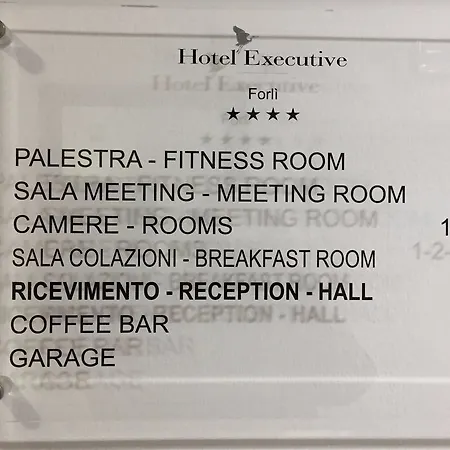 Hotel Executive
Forlì
★★★★
PALESTRA - FITNESS ROOM
SALA MEETING - MEETING ROOM
CAMERE - ROOMS 1
SALA COLAZIONI - BREAKFAST ROOM
RICEVIMENTO - RECEPTION - HALL
COFFEE BAR
GARAGE